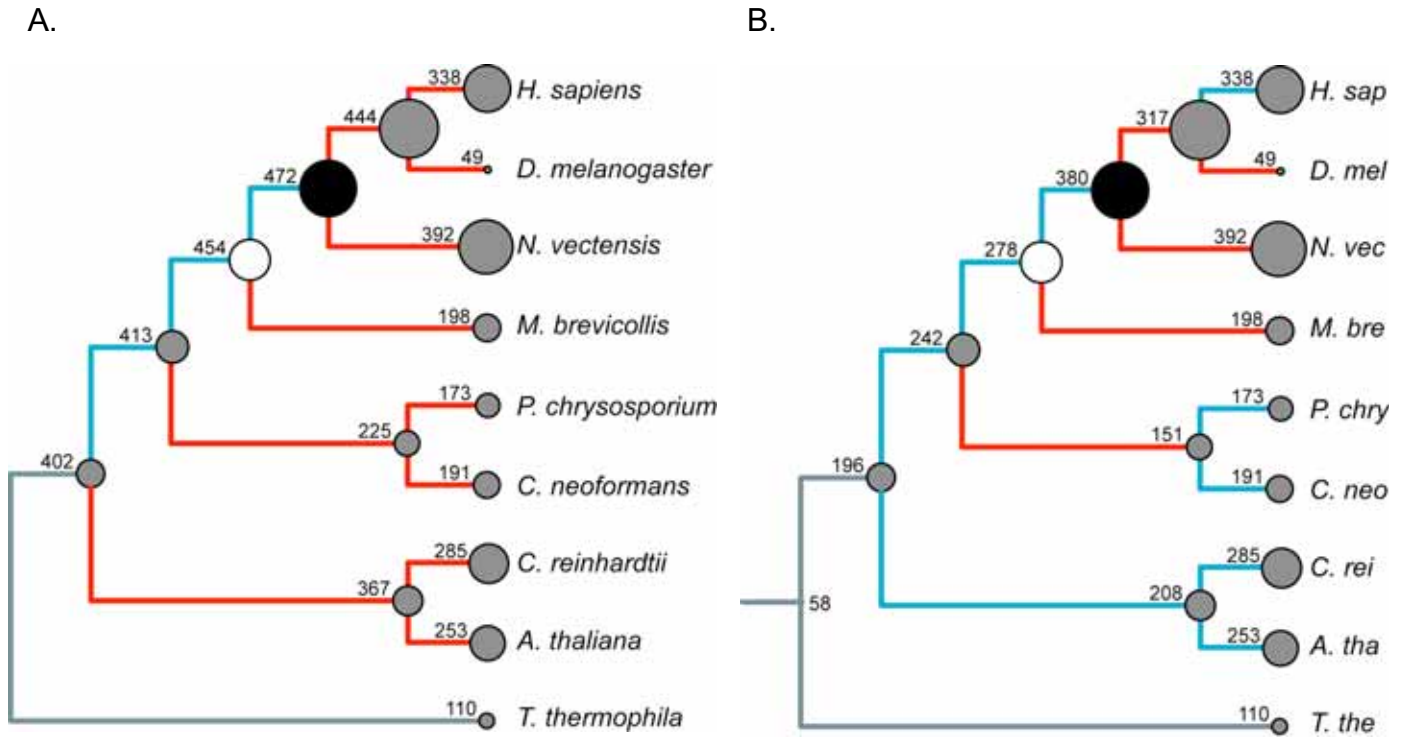 A.
338 H. sapiens
444
49 D. melanogaster
472
392 N. vectensis
454
198 M. brevicollis
413
173 P. chrysosporium
225
191 C. neoformans
402
285 C. reinhardtii
367
253 A. thaliana
110 T. thermophila
B.
338 H. sap
317
49 D. mel
380
392 N. vec
278
198 M. bre
242
173 P. chry
151
191 C. neo
196
285 C. rei
208
58
253 A. tha
110 T. the